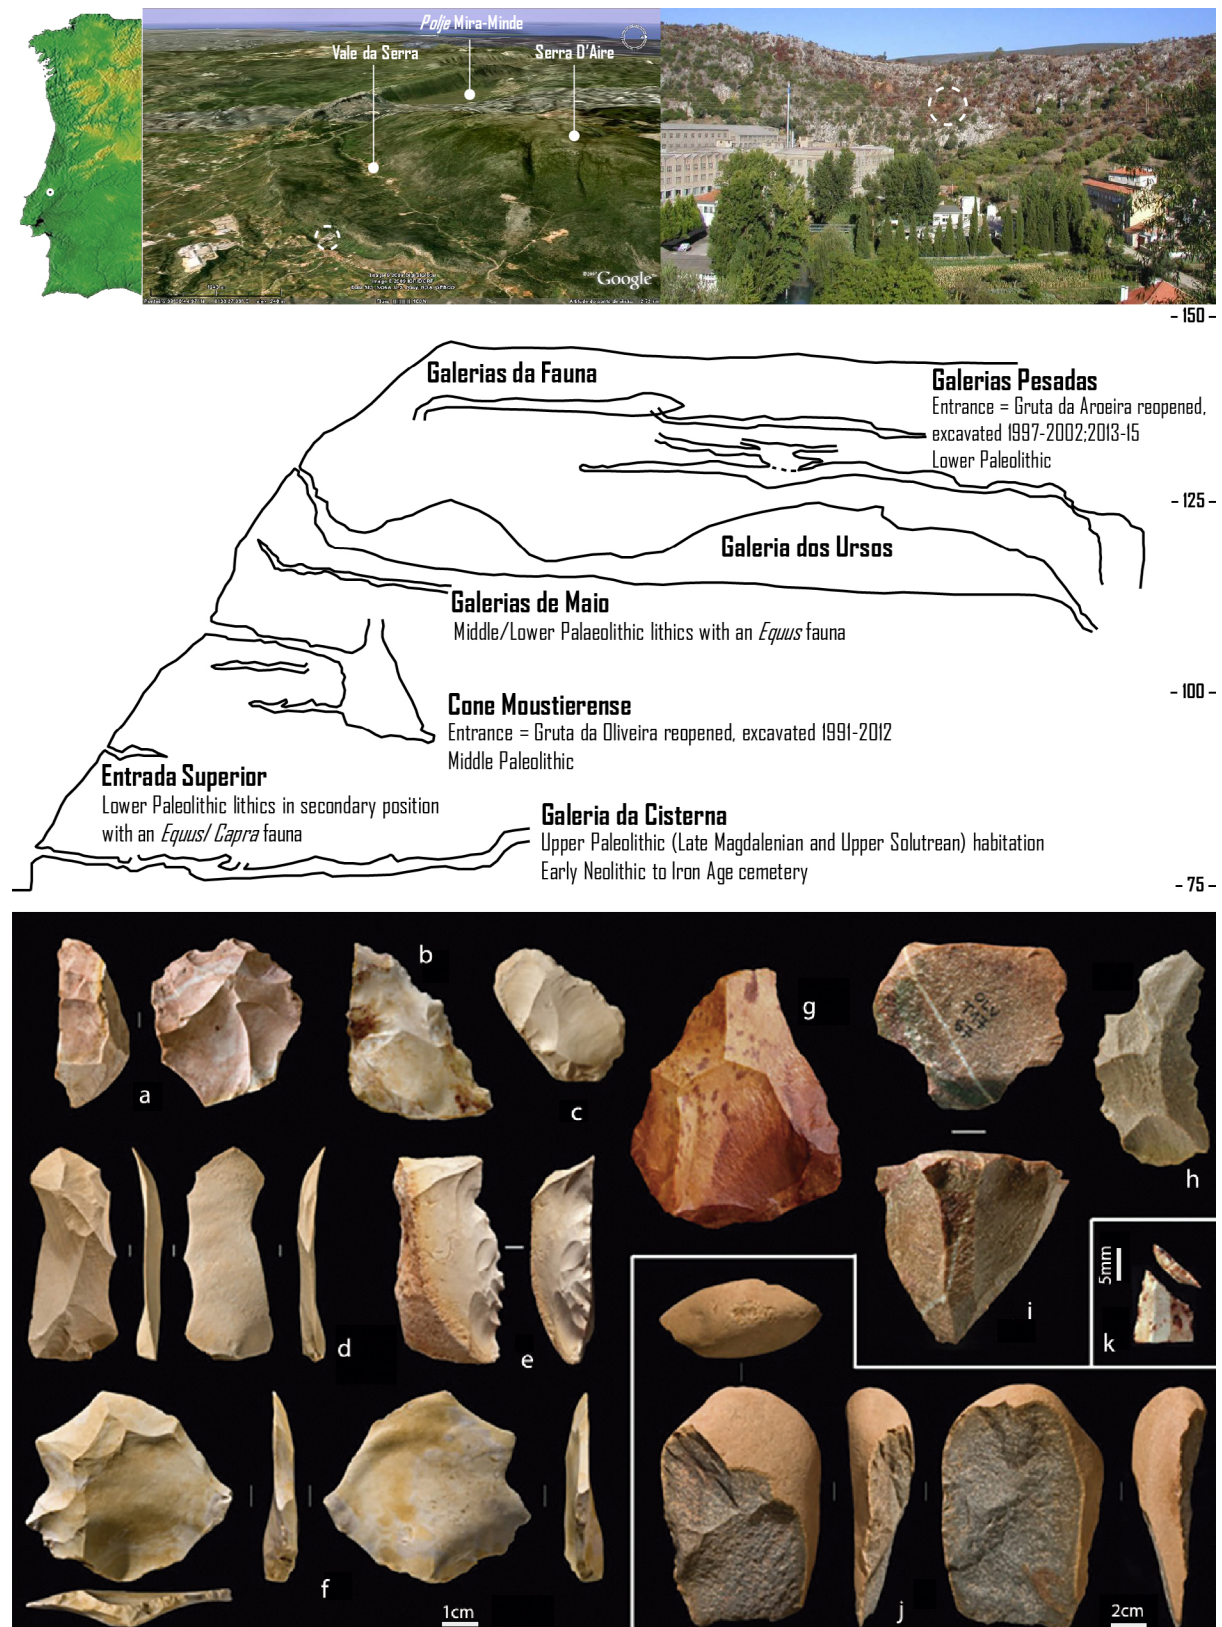 Polje Mira-Minde
Vale da Serra
Serra D'Aire
©2009 Google™
- 150 -
Galerias da Fauna
Galerias Pesadas
Entrance = Gruta da Aroeira reopened,
excavated 1997-2002;2013-15
Lower Paleolithic
- 125 -
Galeria dos Ursos
Galerias de Maio
Middle/Lower Palaeolithic lithics with an Equus fauna
- 100 -
Cone Moustierense
Entrance = Gruta da Oliveira reopened, excavated 1991-2012
Middle Paleolithic
Entrada Superior
Lower Paleolithic lithics in secondary position
with an Equus/ Capra fauna
Galeria da Cisterna
Upper Paleolithic (Late Magdalenian and Upper Solutrean) habitation
Early Neolithic to Iron Age cemetery
- 75 -
a
b
c
g
h
d
e
i
5mm
k
f
1cm
j
2cm